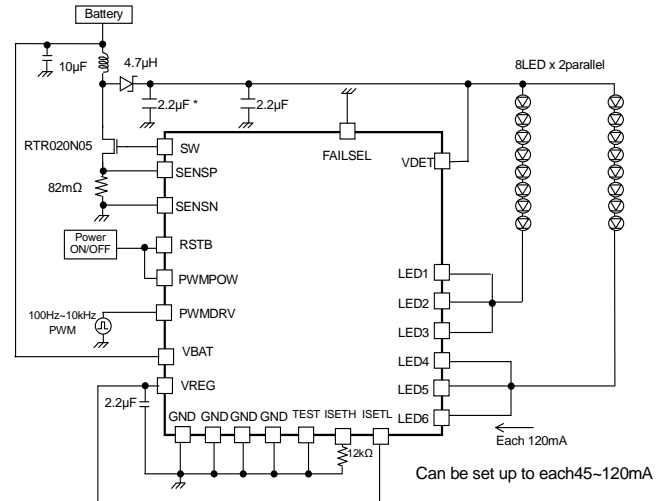 Battery
10µF
4.7µH
8LED x 2parallel
2.2µF *
2.2µF
RTR020N05
SW
FAILSEL
VDET
SENSP
82mΩ
SENSN
Power
ON/OFF
RSTB
PWMPOW
LED1
LED2
100Hz~10kHz
PWM
PWMDRV
LED3
VBAT
LED4
VREG
LED5
2.2µF
GND GND GND GND TEST ISETH ISETL
LED6
12kΩ
Each 120mA
Can be set up to each45~120mA